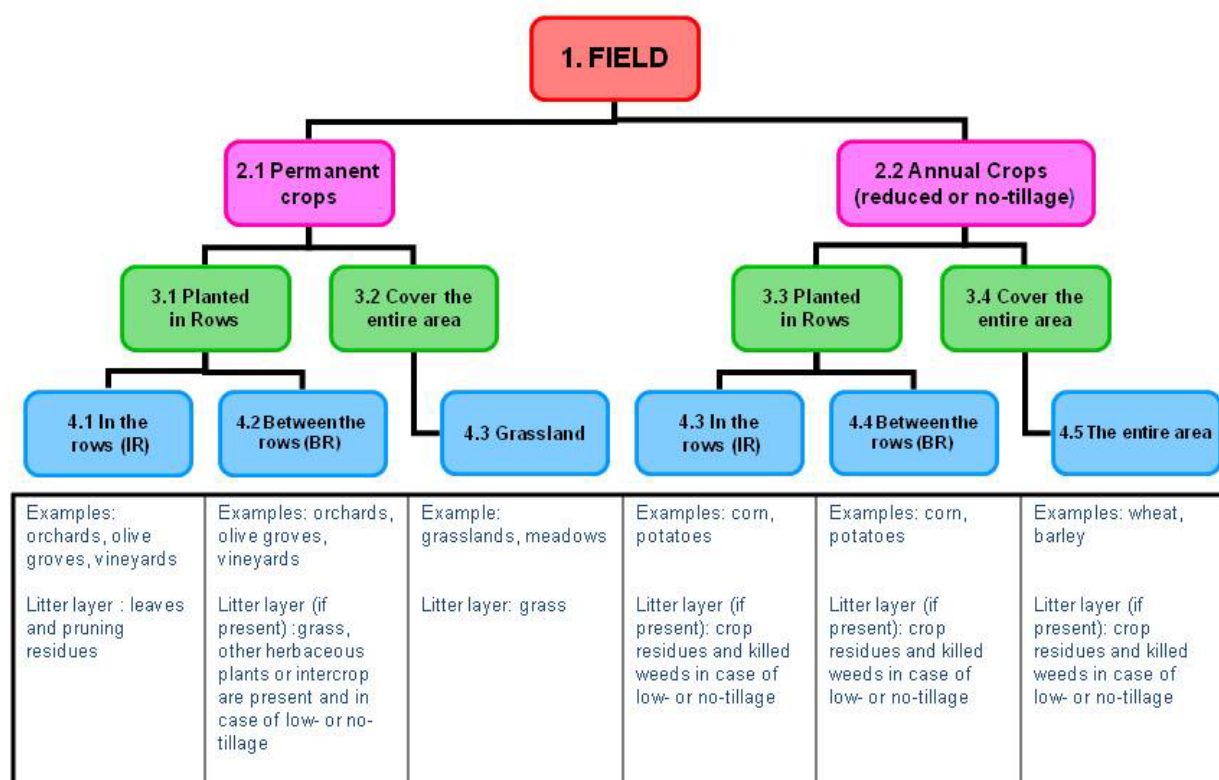 1. FIELD
2.1 Permanent
crops
2.2 Annual Crops
(reduced or no-tillage)
3.1 Planted
in Rows
3.2 Cover the
entire area
3.3 Planted
in Rows
3.4 Cover the
entire area
4.1 In the
rows (IR)
4.2 Between the
rows (BR)
4.3 Grassland
4.3 In the
rows (IR)
4.4 Between the
rows (BR)
4.5 The entire area
Examples:
orchards, olive
groves, vineyards
Litter layer : leaves
and pruning
residues
Examples: orchards,
olive groves,
vineyards
Litter layer (if
present) :grass,
other herbaceous
plants or intercrop
are present and in
case of low- or no-
tillage
Example:
grasslands, meadows
Litter layer: grass
Examples: corn,
potatoes
Litter layer (if
present): crop
residues and killed
weeds in case of
low- or no-tillage
Examples: corn,
potatoes
Litter layer (if
present): crop
residues and killed
weeds in case of
low- or no-tillage
Examples: wheat,
barley
Litter layer (if
present): crop
residues and killed
weeds in case of
low- or no-tillage